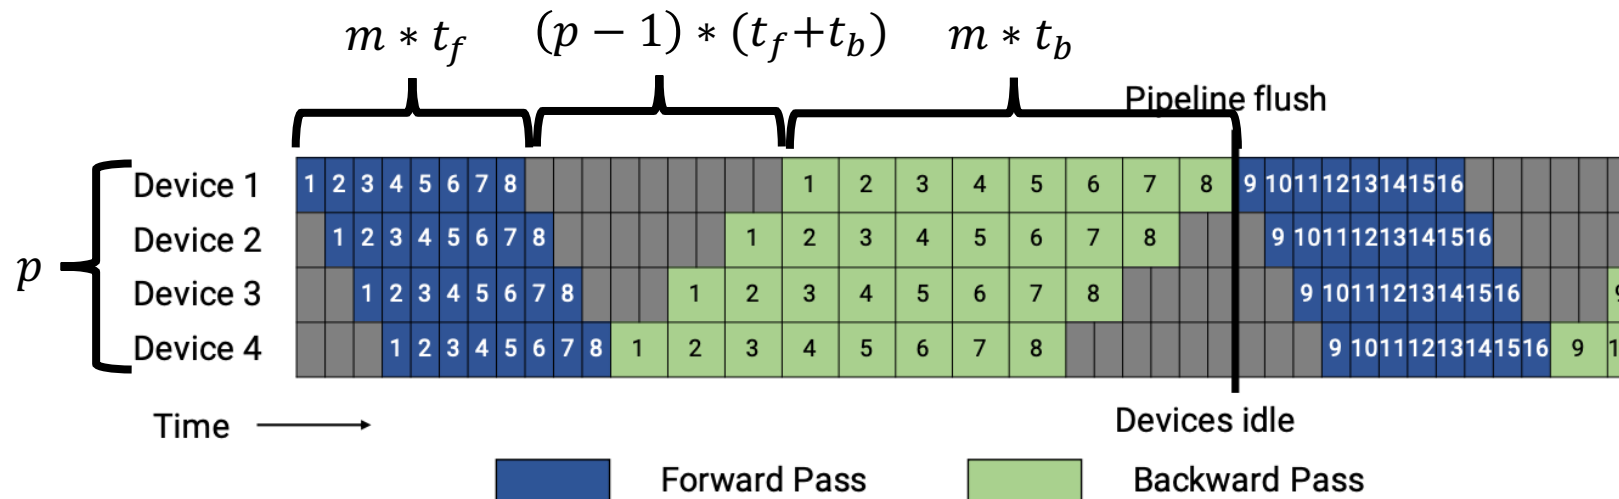 m * t_f (p − 1) * (t_f+t_b) m * t_b
Pipeline flush
p
Device 1 1 2 3 4 5 6 7 8 1 2 3 4 5 6 7 8 9 10 11 12 13 14 15 16
Device 2 1 2 3 4 5 6 7 8 1 2 3 4 5 6 7 8 9 10 11 12 13 14 15 16
Device 3 1 2 3 4 5 6 7 8 1 2 3 4 5 6 7 8 9 10 11 12 13 14 15 16 9
Device 4 1 2 3 4 5 6 7 8 1 2 3 4 5 6 7 8 9 10 11 12 13 14 15 16 9 1
Time
Devices idle
Forward Pass Backward Pass